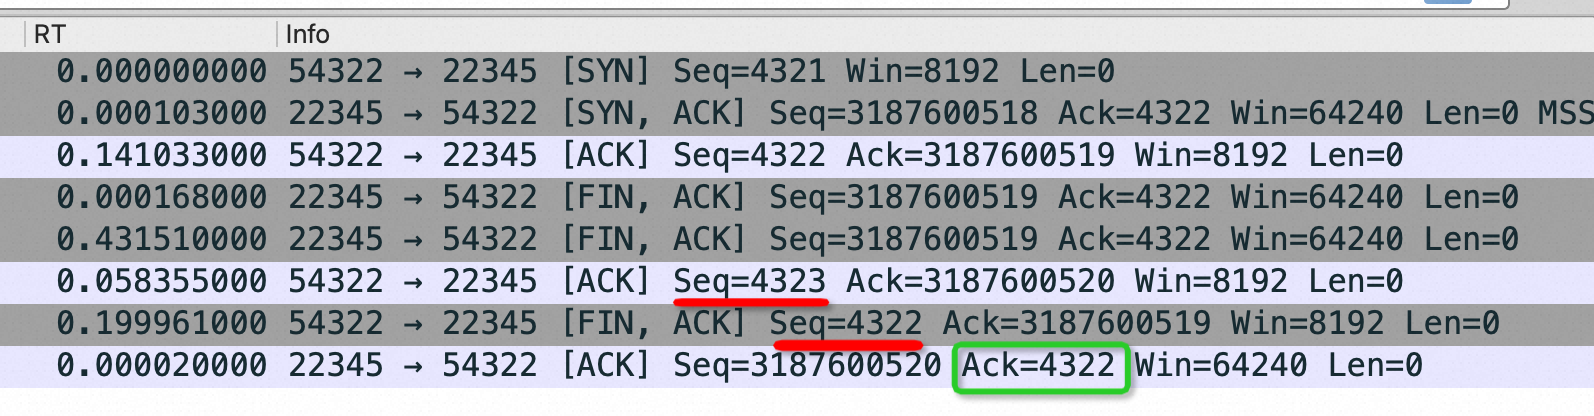 RT Info
0.000000000 54322 → 22345 [SYN] Seq=4321 Win=8192 Len=0
0.000103000 22345 → 54322 [SYN, ACK] Seq=3187600518 Ack=4322 Win=64240 Len=0 MSS
0.141033000 54322 → 22345 [ACK] Seq=4322 Ack=3187600519 Win=8192 Len=0
0.000168000 22345 → 54322 [FIN, ACK] Seq=3187600519 Ack=4322 Win=64240 Len=0
0.431510000 22345 → 54322 [FIN, ACK] Seq=3187600519 Ack=4322 Win=64240 Len=0
0.058355000 54322 → 22345 [ACK] Seq=4323 Ack=3187600520 Win=8192 Len=0
0.199961000 54322 → 22345 [FIN, ACK] Seq=4322 Ack=3187600519 Win=8192 Len=0
0.000020000 22345 → 54322 [ACK] Seq=3187600520 Ack=4322 Win=64240 Len=0